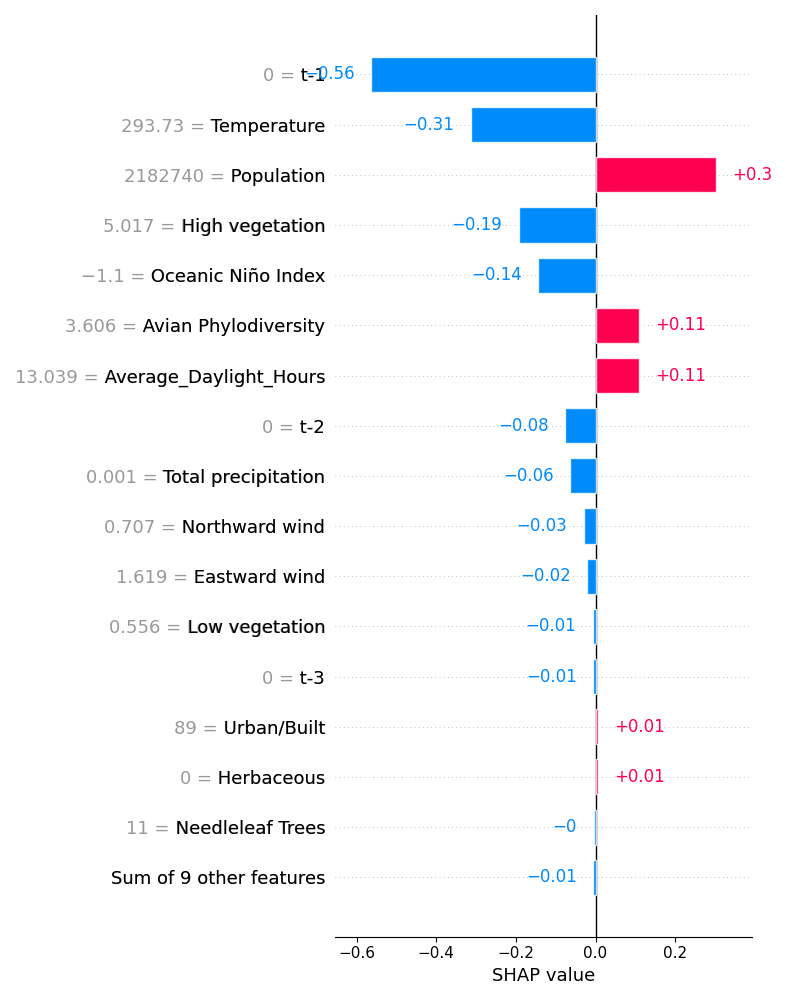 0 = t-1 −0.56
293.73 = Temperature −0.31
2182740 = Population +0.3
5.017 = High vegetation −0.19
−1.1 = Oceanic Niño Index −0.14
3.606 = Avian Phylodiversity +0.11
13.039 = Average_Daylight_Hours +0.11
0 = t-2 −0.08
0.001 = Total precipitation −0.06
0.707 = Northward wind −0.03
1.619 = Eastward wind −0.02
0.556 = Low vegetation −0.01
0 = t-3 −0.01
89 = Urban/Built +0.01
0 = Herbaceous +0.01
11 = Needleleaf Trees −0
Sum of 9 other features −0.01
−0.6 −0.4 −0.2 0.0 0.2
SHAP value